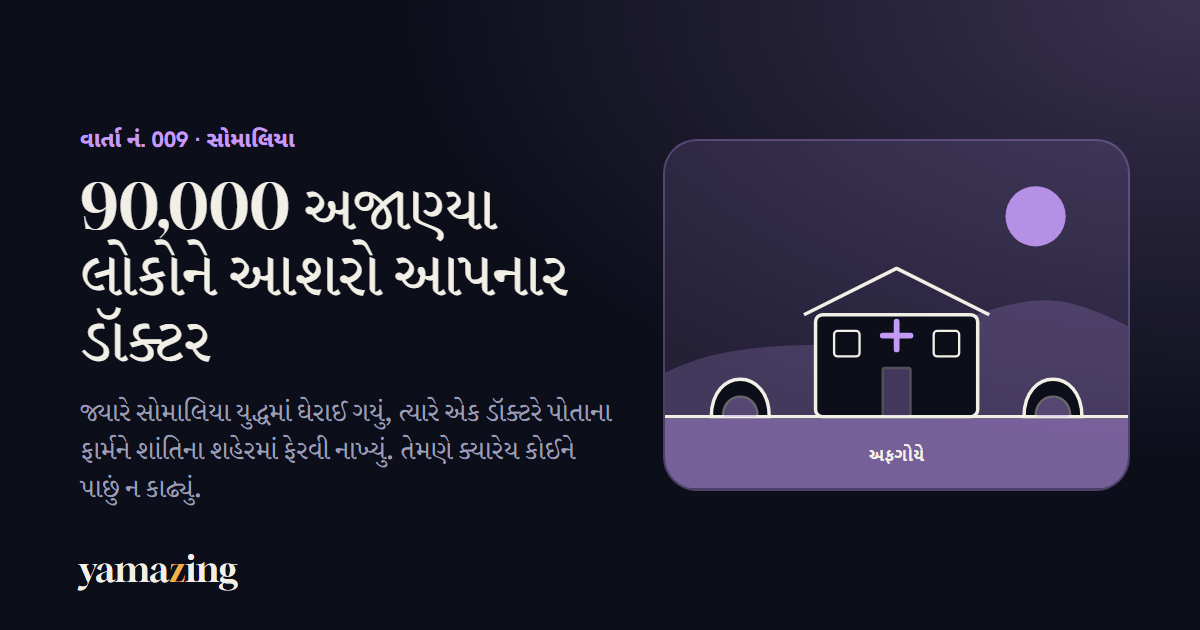 વાર્તા નં. 009 · સોમાલિયા
90,000 અજાણ્યા
લોકોને આશરો આપનાર
ડૉક્ટર
જ્યારે સોમાલિયા યુદ્ધમાં ઘેરાઈ ગયું, ત્યારે એક ડૉક્ટરે પોતાના
ફાર્મને શાંતિના શહેરમાં ફેરવી નાખ્યું. તેમણે ક્યારેય કોઈને
પાછું ન કાઢ્યું.
અફગોયે
yamazing